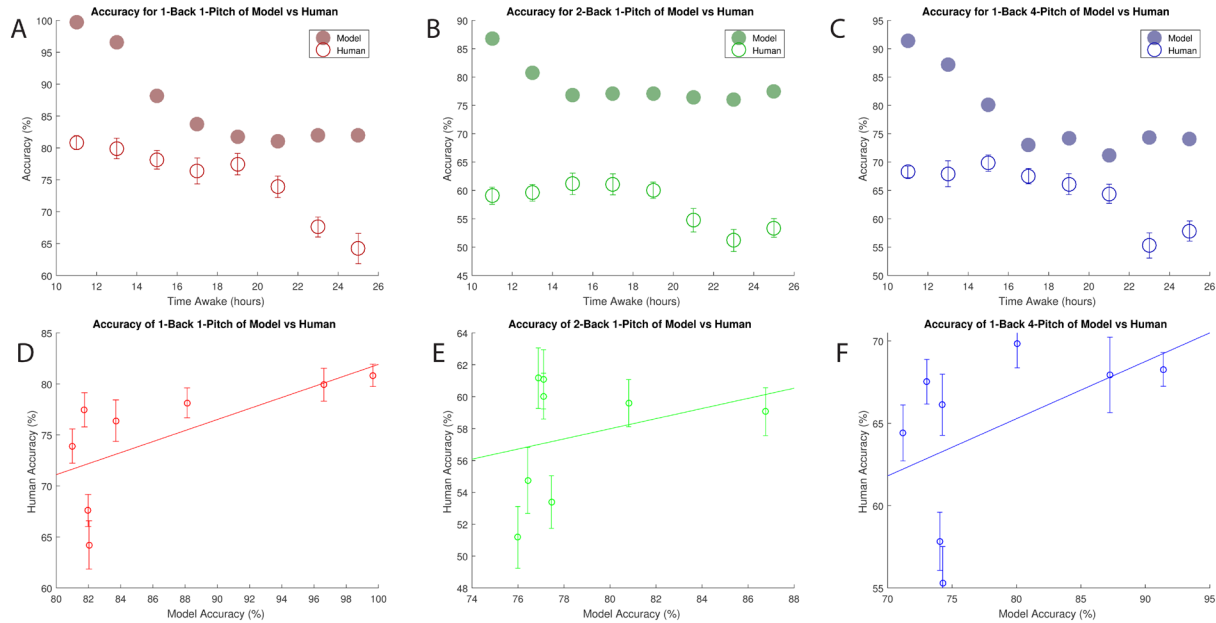 A
Accuracy for 1-Back 1-Pitch of Model vs Human
Model
Human
Accuracy (%)
100
95
90
85
80
75
70
65
60
10 12 14 16 18 20 22 24 26
Time Awake (hours)
B
Accuracy for 2-Back 1-Pitch of Model vs Human
Model
Human
Accuracy (%)
90
85
80
75
70
65
60
55
50
45
10 12 14 16 18 20 22 24 26
Time Awake (hours)
C
Accuracy for 1-Back 4-Pitch of Model vs Human
Model
Human
Accuracy (%)
95
90
85
80
75
70
65
60
55
50
10 12 14 16 18 20 22 24 26
Time Awake (hours)
D
Accuracy of 1-Back 1-Pitch of Model vs Human
Human Accuracy (%)
85
80
75
70
65
60
80 82 84 86 88 90 92 94 96 98 100
Model Accuracy (%)
E
Accuracy of 2-Back 1-Pitch of Model vs Human
Human Accuracy (%)
64
62
60
58
56
54
52
50
48
74 76 78 80 82 84 86 88
Model Accuracy (%)
F
Accuracy of 1-Back 4-Pitch of Model vs Human
Human Accuracy (%)
70
65
60
55
70 75 80 85 90 95
Model Accuracy (%)